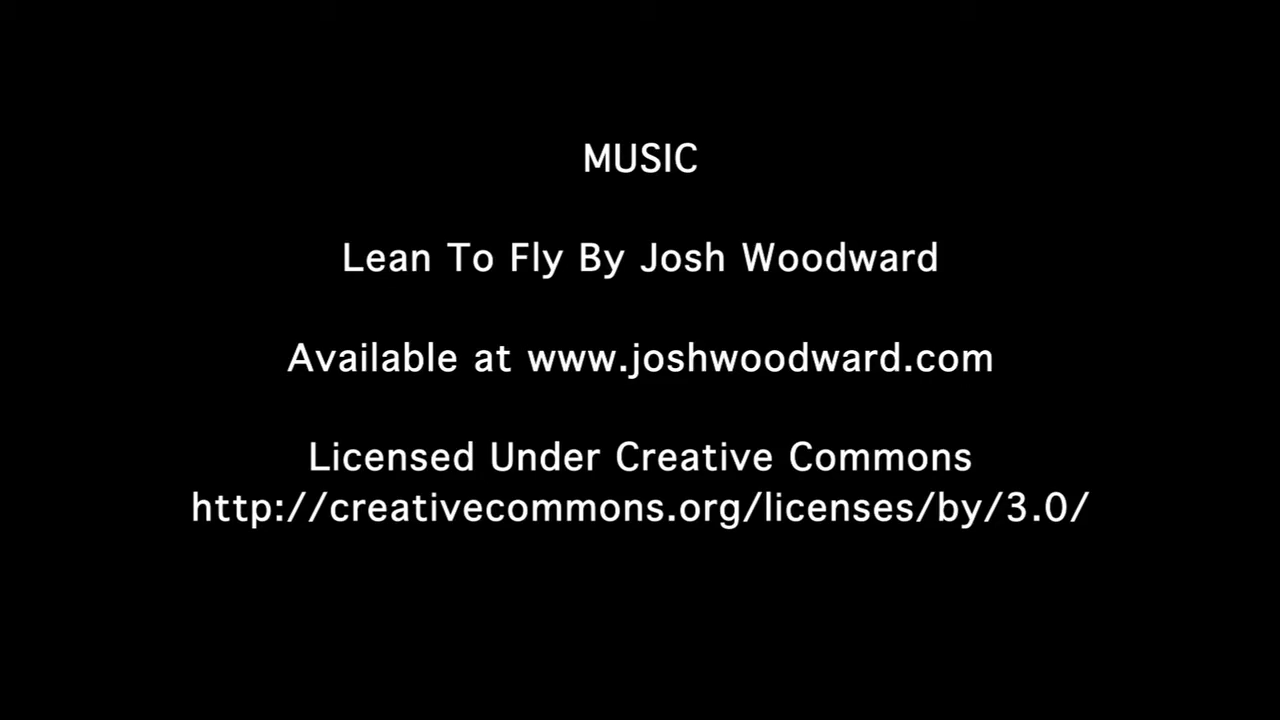 MUSIC
Lean To Fly By Josh Woodward
Available at www.joshwoodward.com
Licensed Under Creative Commons
http://creativecommons.org/licenses/by/3.0/